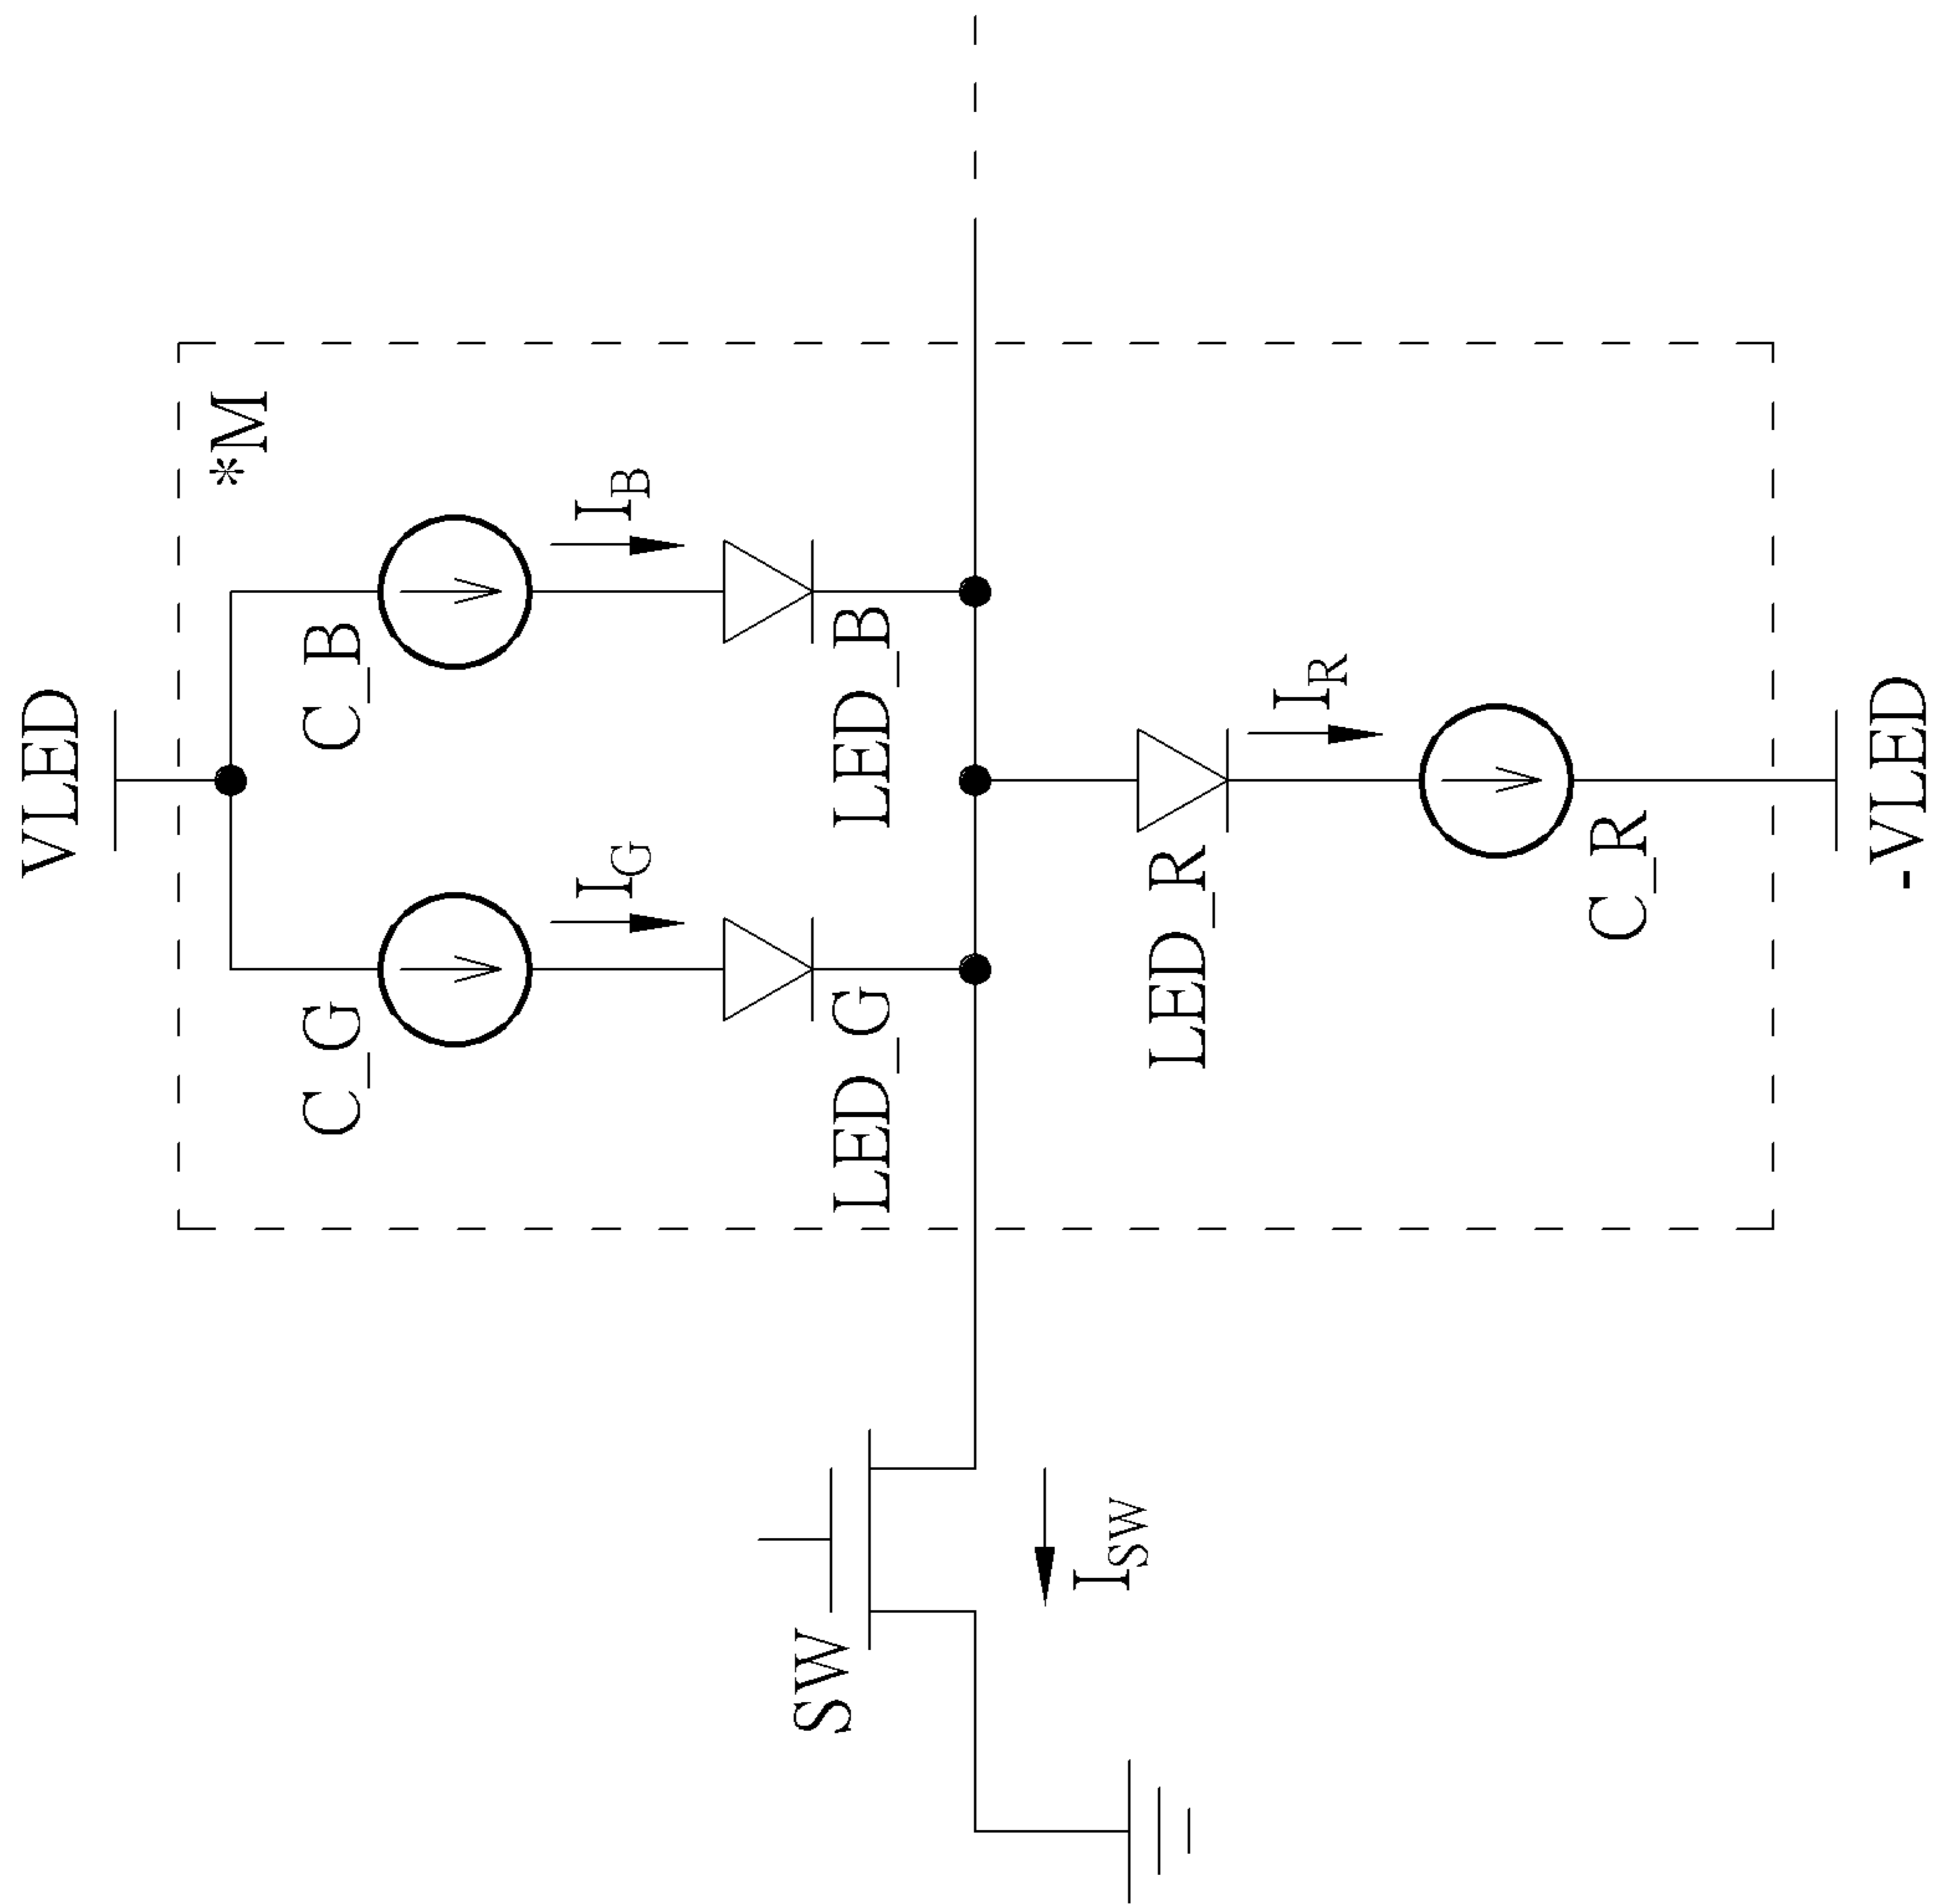 VLED
*M
C_G
C_B
I_G
I_B
LED_G
LED_B
SW
I_SW
LED_R
I_R
C_R
-VLED